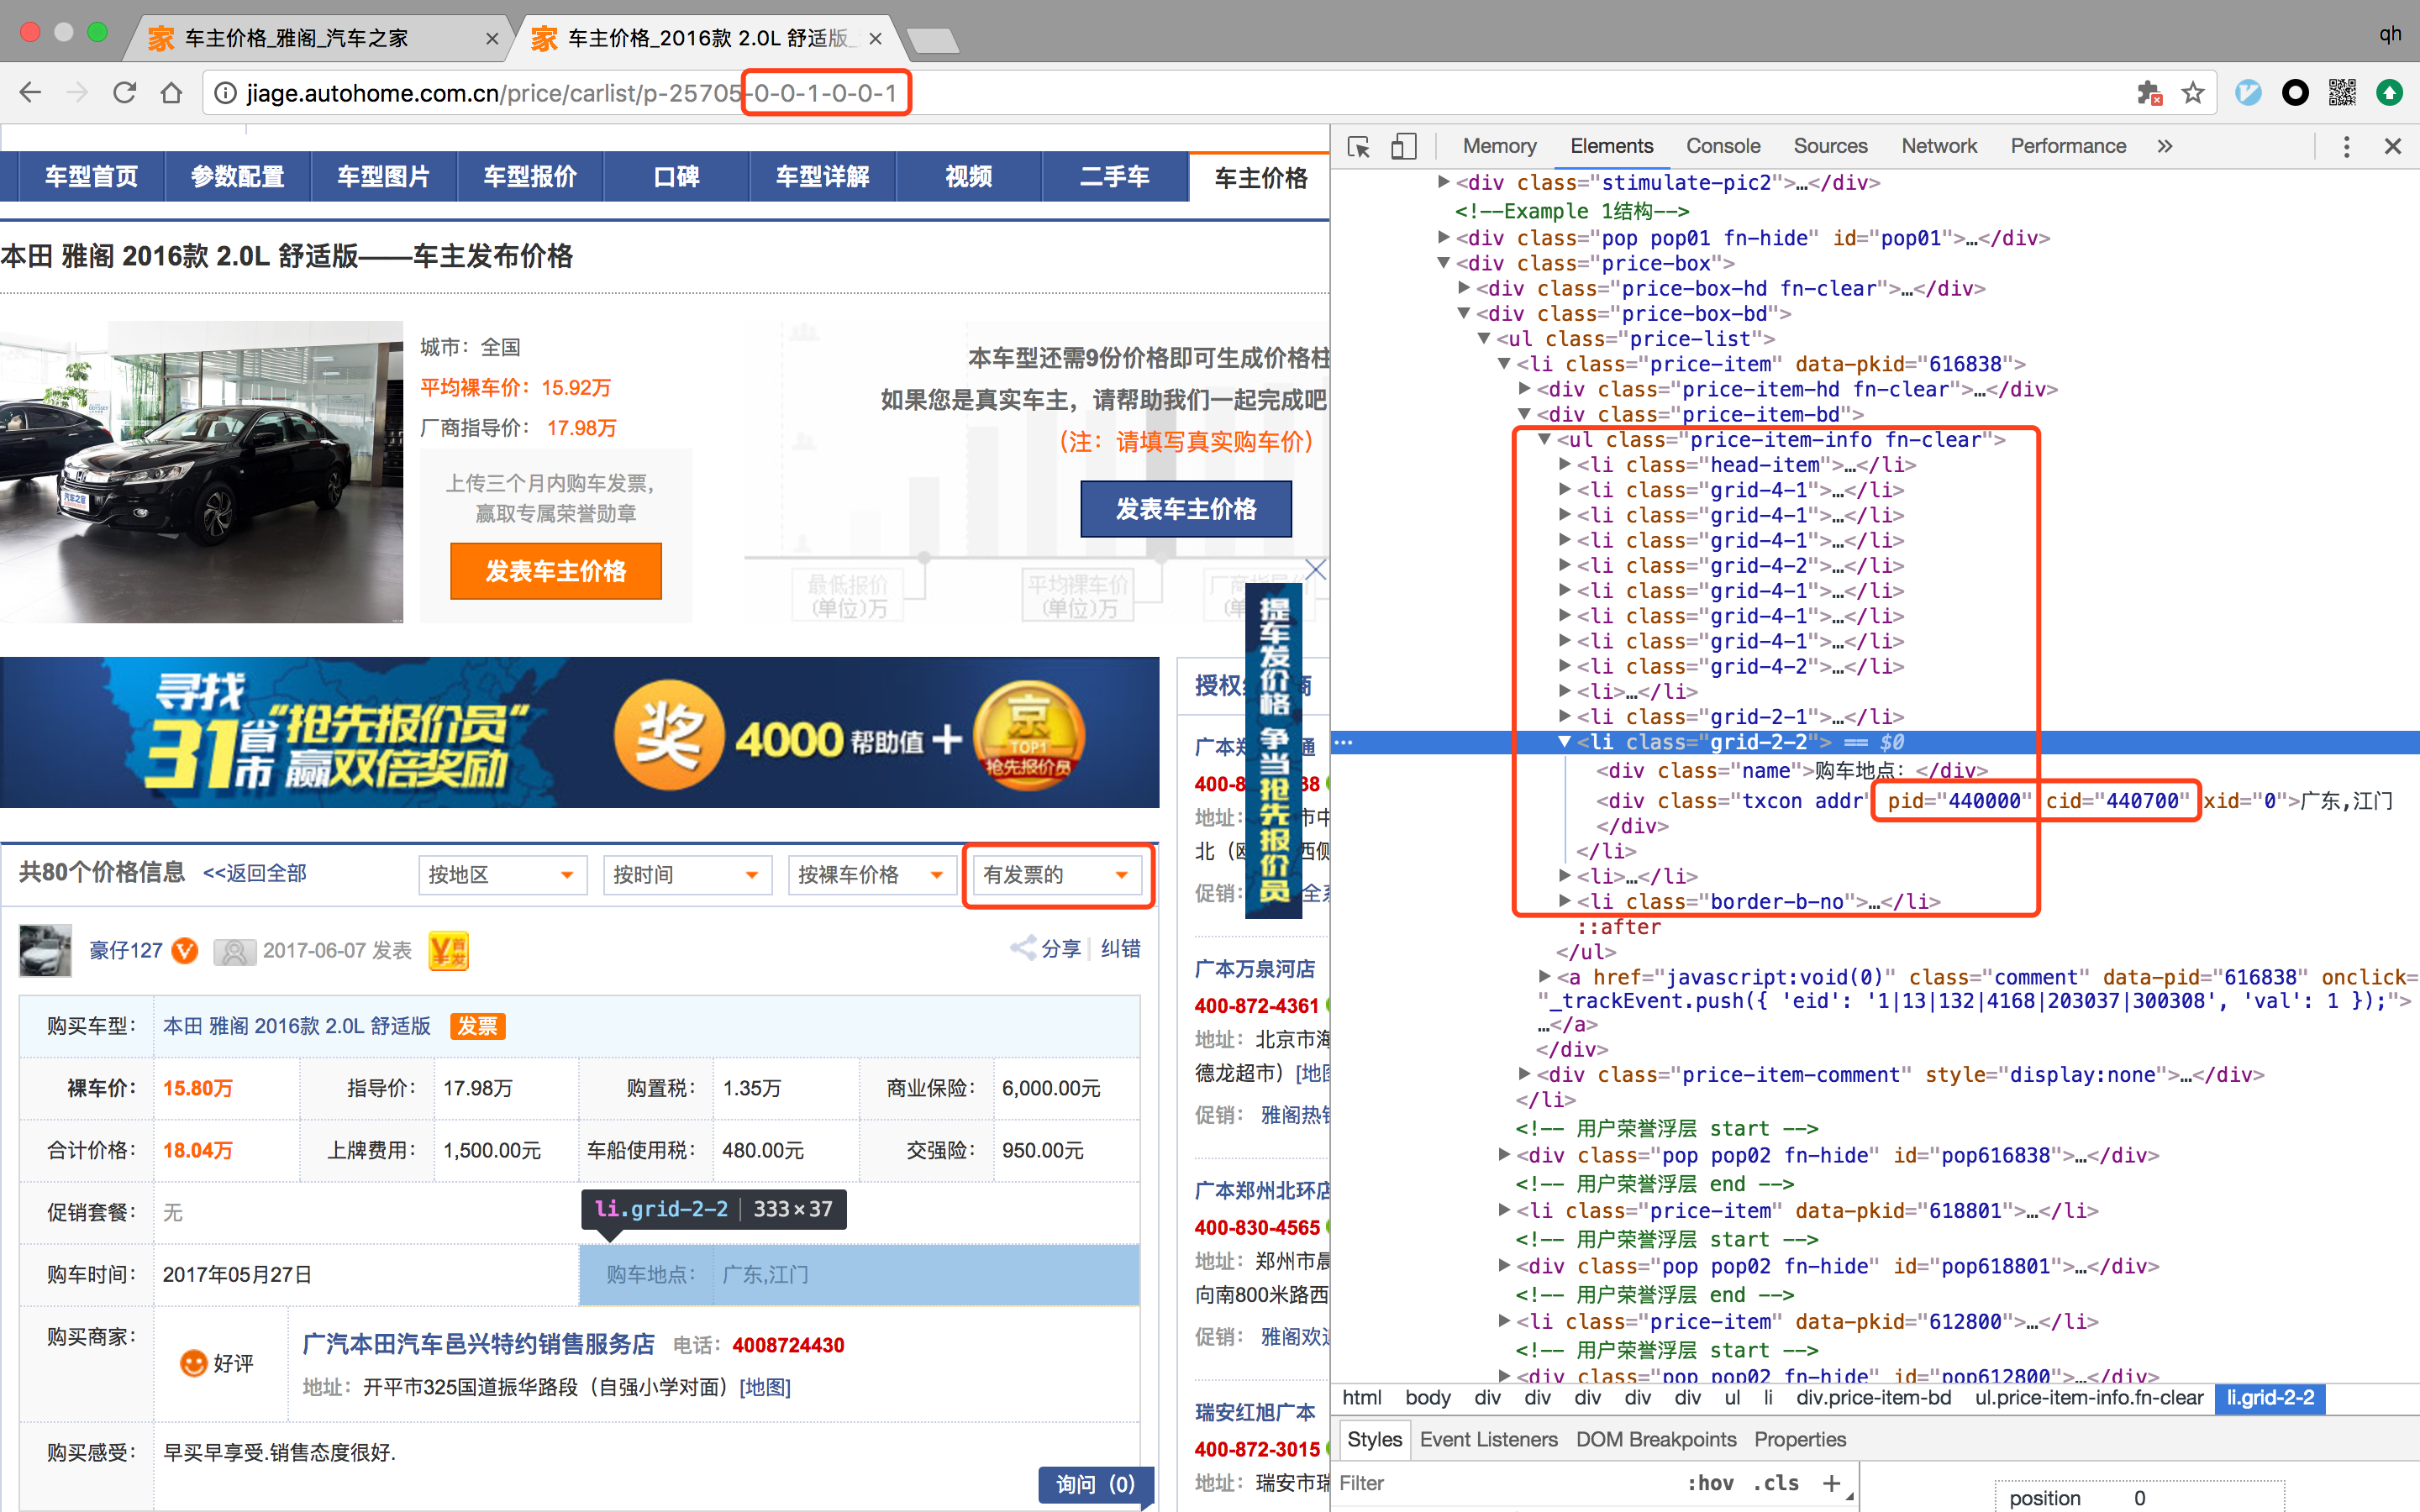 车主价格_雅阁_汽车之家
车主价格_2016款 2.0L 舒适版_
qh
jiage.autohome.com.cn/price/carlist/p-25705-0-0-1-0-0-1
车型首页 参数配置 车型图片 车型报价 口碑 车型详解 视频 二手车 车主价格
本田 雅阁 2016款 2.0L 舒适版——车主发布价格
城市：全国
平均裸车价：15.92万
厂商指导价： 17.98万
上传三个月内购车发票，
赢取专属荣誉勋章
发表车主价格
本车型还需9份价格即可生成价格柱
如果您是真实车主，请帮助我们一起完成吧
（注：请填写真实购车价）
发表车主价格
最低报价
(单位)万
平均裸车价
(单位)万
寻找
31省市
“抢先报价员”
赢双倍奖励
奖 4000帮助值+
京
TOP1
抢先报价员
提车发价格 争当抢先报价员
共80个价格信息 <<返回全部 按地区 按时间 按裸车价格 有发票的
豪仔127 V 2017-06-07 发表 ¥首发 分享 纠错
购买车型： 本田 雅阁 2016款 2.0L 舒适版 发票
裸车价： 15.80万 指导价： 17.98万 购置税： 1.35万 商业保险： 6,000.00元
合计价格： 18.04万 上牌费用： 1,500.00元 车船使用税： 480.00元 交强险： 950.00元
促销套餐： 无
li.grid-2-2 333×37
购车时间： 2017年05月27日 购车地点： 广东,江门
购买商家： 好评 广汽本田汽车邑兴特约销售服务店 电话：4008724430
地址：开平市325国道振华路段（自强小学对面）[地图]
购买感受： 早买早享受.销售态度很好.
询问 (0)
广本万泉河店
400-872-4361
地址： 北京市海
德龙超市）[地图
促销： 雅阁热销
广本郑州北环店
400-830-4565
地址： 郑州市晨
向南800米路西
促销： 雅阁欢迎
瑞安红旭广本
400-872-3015
地址： 瑞安市瑞
Memory Elements Console Sources Network Performance »
<div class="stimulate-pic2">…</div>
<!--Example 1结构-->
<div class="pop pop01 fn-hide" id="pop01">…</div>
<div class="price-box">
<div class="price-box-hd fn-clear">…</div>
<div class="price-box-bd">
<ul class="price-list">
<li class="price-item" data-pkid="616838">
<div class="price-item-hd fn-clear">…</div>
<div class="price-item-bd">
<ul class="price-item-info fn-clear">
<li class="head-item">…</li>
<li class="grid-4-1">…</li>
<li class="grid-4-1">…</li>
<li class="grid-4-1">…</li>
<li class="grid-4-2">…</li>
<li class="grid-4-1">…</li>
<li class="grid-4-1">…</li>
<li class="grid-4-1">…</li>
<li class="grid-4-2">…</li>
<li>…</li>
<li class="grid-2-1">…</li>
<li class="grid-2-2"> == $0
<div class="name">购车地点：</div>
<div class="txcon addr" pid="440000" cid="440700" xid="0">广东,江门
</div>
</li>
<li>…</li>
<li class="border-b-no">…</li>
::after
</ul>
<a href="javascript:void(0)" class="comment" data-pid="616838" onclick=
"_trackEvent.push({ 'eid': '1|13|132|4168|203037|300308', 'val': 1 });">
…</a>
</div>
<div class="price-item-comment" style="display:none">…</div>
</li>
<!-- 用户荣誉浮层 start -->
<div class="pop pop02 fn-hide" id="pop616838">…</div>
<!-- 用户荣誉浮层 end -->
<li class="price-item" data-pkid="618801">…</li>
<!-- 用户荣誉浮层 start -->
<div class="pop pop02 fn-hide" id="pop618801">…</div>
<!-- 用户荣誉浮层 end -->
<li class="price-item" data-pkid="612800">…</li>
<!-- 用户荣誉浮层 start -->
<div class="pop pop02 fn-hide" id="pop612800">…</div>
html body div div div div div ul li div.price-item-bd ul.price-item-info.fn-clear li.grid-2-2
Styles Event Listeners DOM Breakpoints Properties
Filter :hov .cls +
position 0